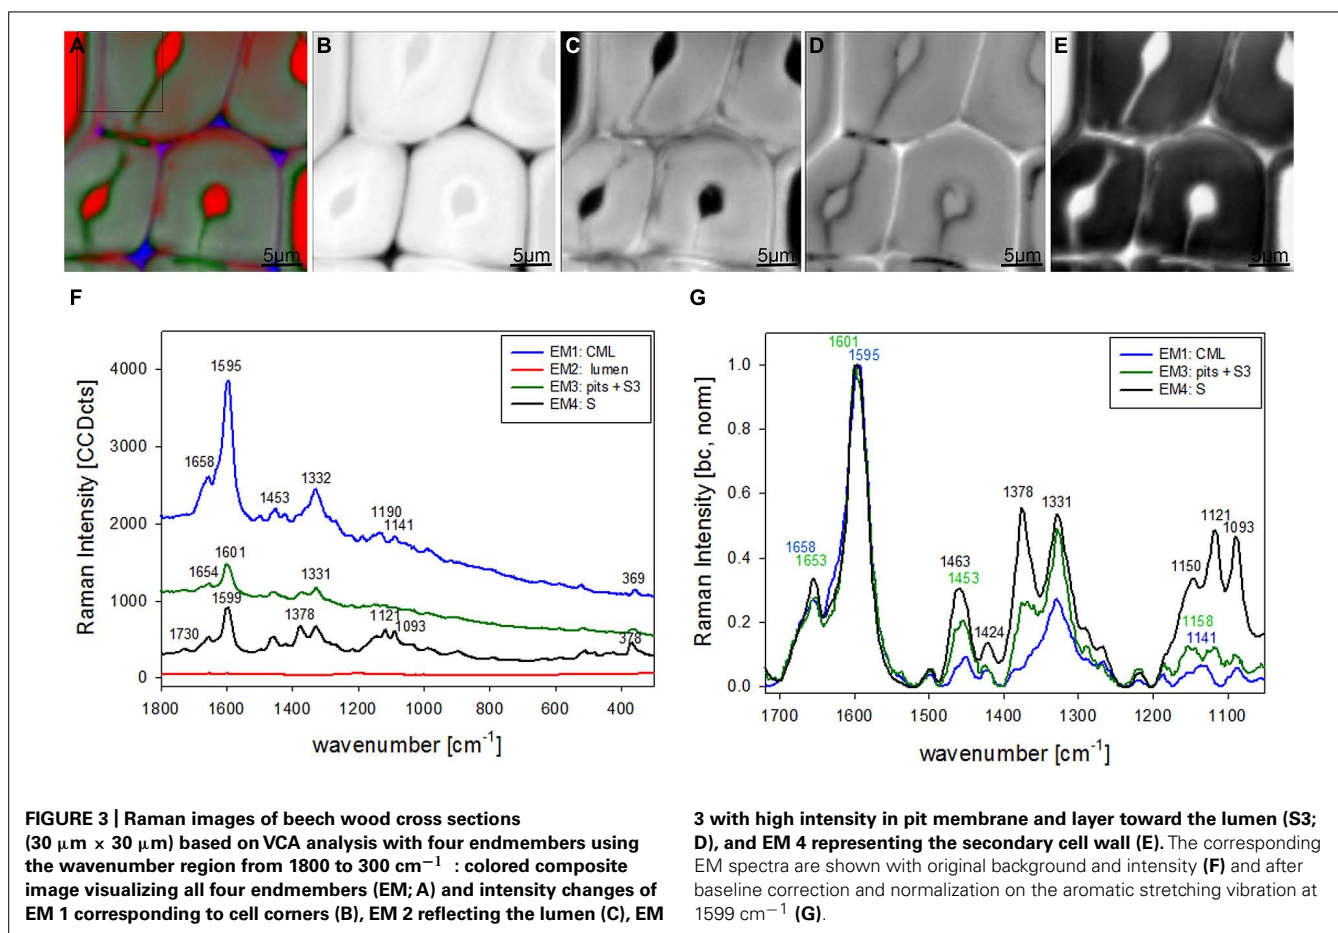 A
B
C
D
E
5μm
5μm
5μm
5μm
5μm
F
G
Raman Intensity [CCDcts]
4000
3000
2000
1000
0
1800 1600 1400 1200 1000 800 600 400
wavenumber [cm-1]
EM1: CML
EM2: lumen
EM3: pits + S3
EM4: S
1595
1658
1453
1332
1190
1141
369
1654
1601
1331
1730
1599
1378
1121
1093
378
Raman Intensity [bc, norm]
1.0
0.8
0.6
0.4
0.2
0.0
1700 1600 1500 1400 1300 1200 1100
wavenumber [cm-1]
EM1: CML
EM3: pits + S3
EM4: S
1601
1595
1658
1653
1463
1453
1424
1378
1331
1150
1121
1093
1158
1141
FIGURE 3 | Raman images of beech wood cross sections
(30 μm × 30 μm) based on VCA analysis with four endmembers using
the wavenumber region from 1800 to 300 cm−1 : colored composite
image visualizing all four endmembers (EM; A) and intensity changes of
EM 1 corresponding to cell corners (B), EM 2 reflecting the lumen (C), EM
3 with high intensity in pit membrane and layer toward the lumen (S3;
D), and EM 4 representing the secondary cell wall (E). The corresponding
EM spectra are shown with original background and intensity (F) and after
baseline correction and normalization on the aromatic stretching vibration at
1599 cm−1 (G).